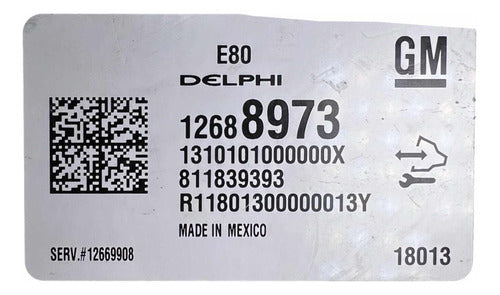 E80
GM
DELPHI
12688973
1310101000000X
811839393
R11801300000013Y
MADE IN MEXICO
SERV.#12669908
18013